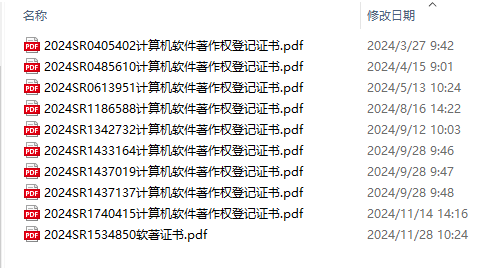 名称 修改日期
2024SR0405402计算机软件著作权登记证书.pdf 2024/3/27 9:42
2024SR0485610计算机软件著作权登记证书.pdf 2024/4/15 9:01
2024SR0613951计算机软件著作权登记证书.pdf 2024/5/13 10:24
2024SR1186588计算机软件著作权登记证书.pdf 2024/8/16 14:22
2024SR1342732计算机软件著作权登记证书.pdf 2024/9/12 10:03
2024SR1433164计算机软件著作权登记证书.pdf 2024/9/28 9:46
2024SR1437019计算机软件著作权登记证书.pdf 2024/9/28 9:47
2024SR1437137计算机软件著作权登记证书.pdf 2024/9/28 9:48
2024SR1740415计算机软件著作权登记证书.pdf 2024/11/14 14:16
2024SR1534850软著证书.pdf 2024/11/28 10:24